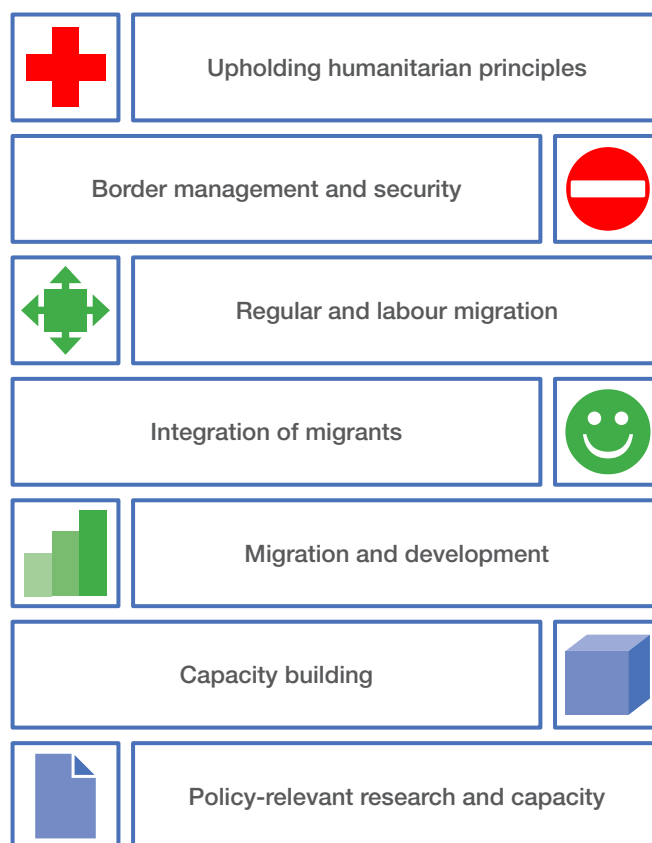 Upholding humanitarian principles
Border management and security
Regular and labour migration
Integration of migrants
Migration and development
Capacity building
Policy-relevant research and capacity